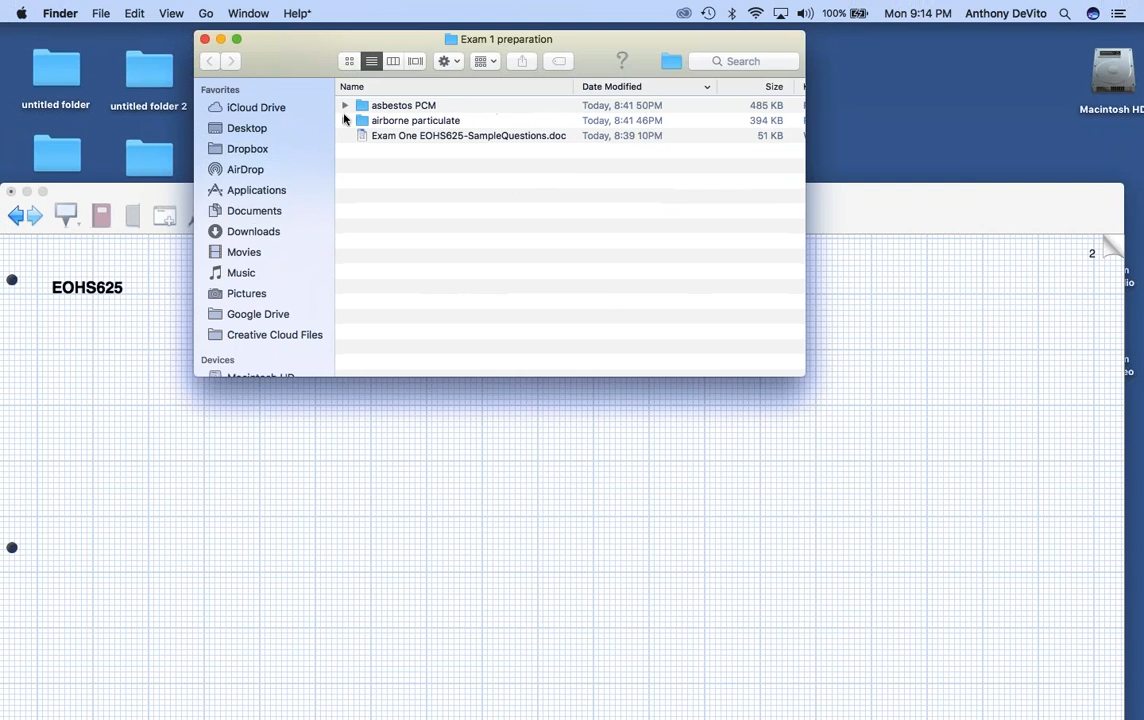 Finder File Edit View Go Window Help* 100% Mon 9:14 PM Anthony DeVito
untitled folder
untitled folder 2
Macintosh HD
Exam 1 preparation
Search
Favorites
iCloud Drive
Desktop
Dropbox
AirDrop
Applications
Documents
Downloads
Movies
Music
Pictures
Google Drive
Creative Cloud Files
Devices
Macintosh HD
Name Date Modified Size
asbestos PCM Today, 8:41 50PM 485 KB
airborne particulate Today, 8:41 46PM 394 KB
Exam One EOHS625-SampleQuestions.doc Today, 8:39 10PM 51 KB
2
EOHS625